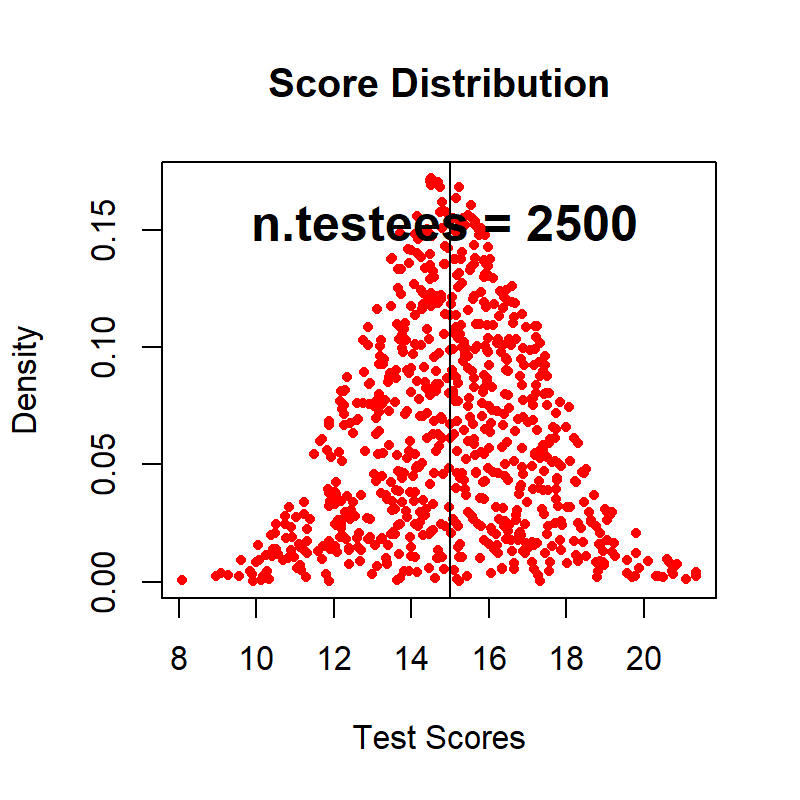 Score Distribution
n.testees = 2500
Density
0.00 0.05 0.10 0.15
8 10 12 14 16 18 20
Test Scores